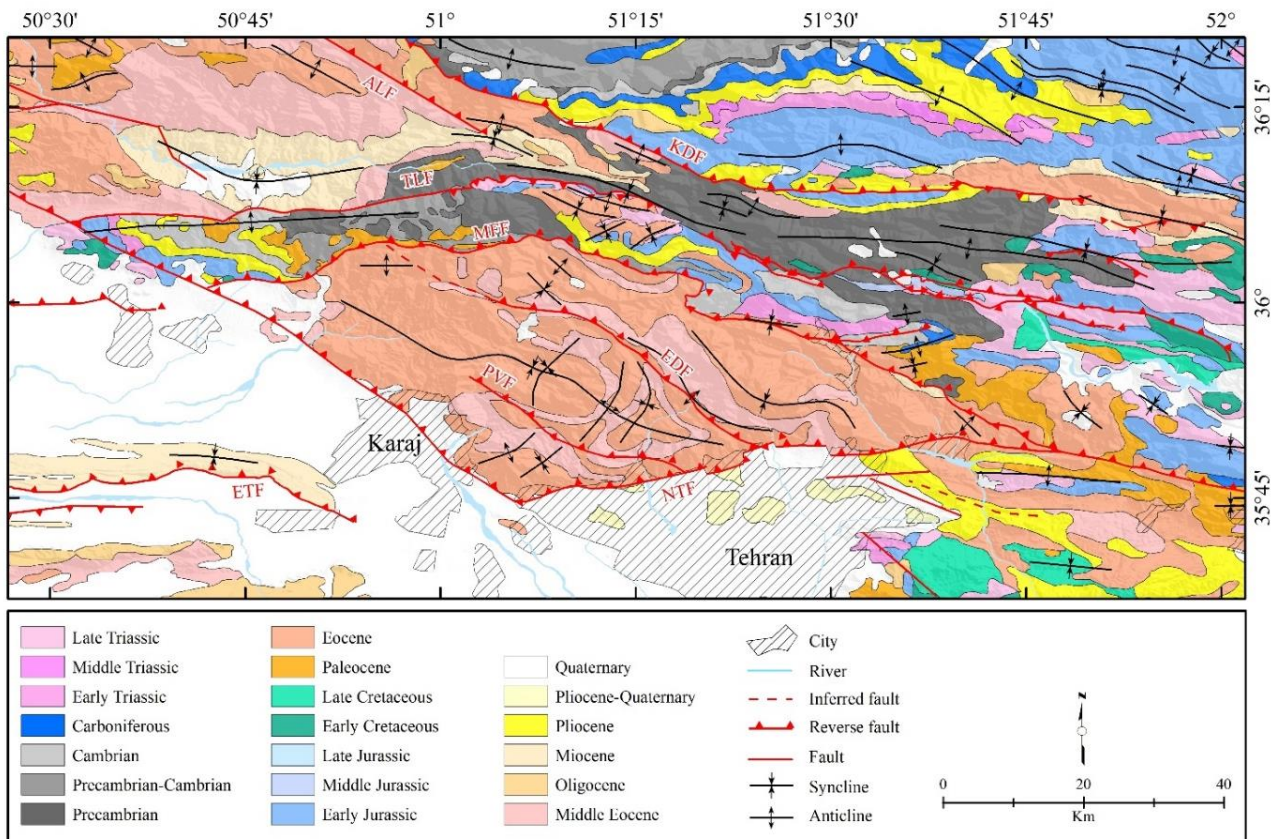 50°30' 50°45' 51° 51°15' 51°30' 51°45' 52°
36°15'
36°
35°45'
ALF
KDF
TLF
MFF
EDF
PVF
Karaj
ETF
NTF
Tehran
Late Triassic
Middle Triassic
Early Triassic
Carboniferous
Cambrian
Precambrian-Cambrian
Precambrian
Eocene
Paleocene
Late Cretaceous
Early Cretaceous
Late Jurassic
Middle Jurassic
Early Jurassic
Quaternary
Pliocene-Quaternary
Pliocene
Miocene
Oligocene
Middle Eocene
City
River
Inferred fault
Reverse fault
Fault
Syncline
Anticline
N
0 20 40
Km